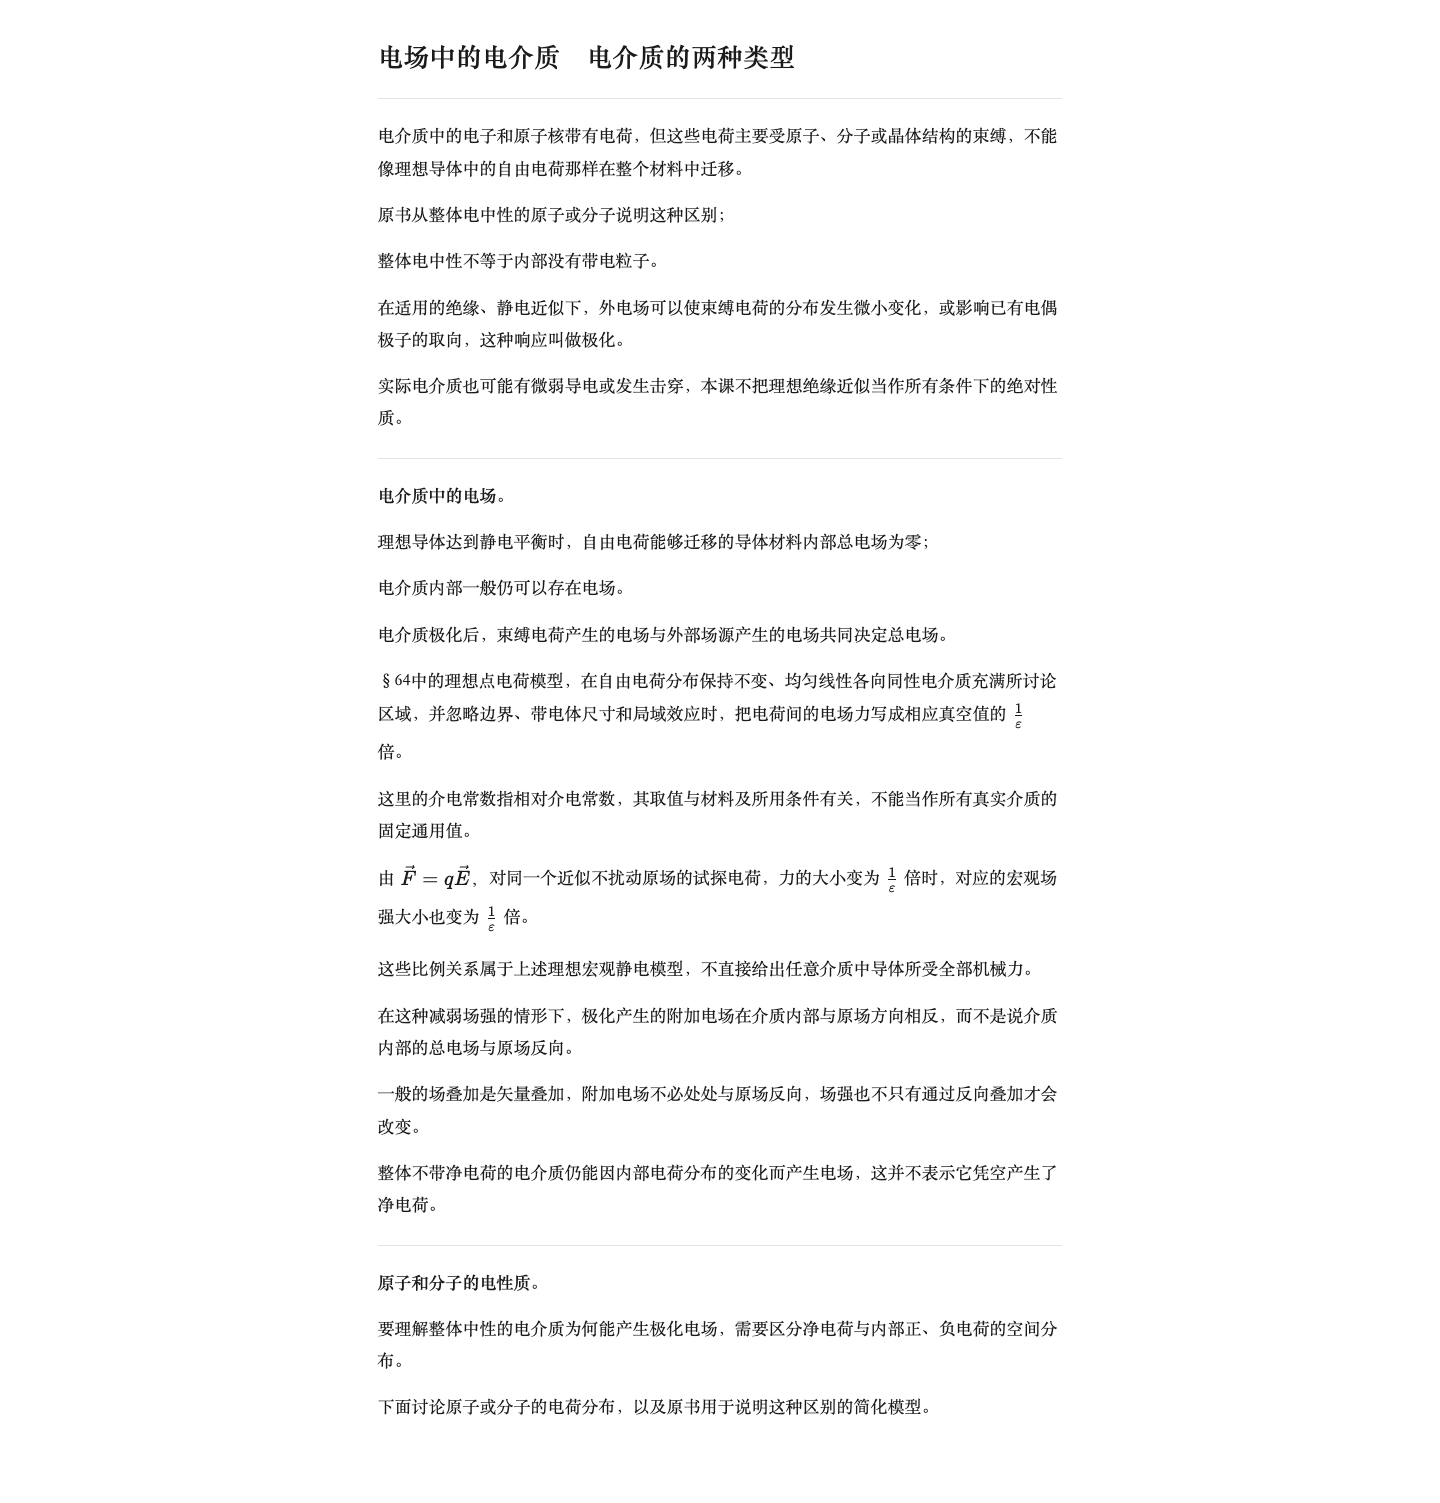 电场中的电介质　电介质的两种类型
电介质中的电子和原子核带有电荷，但这些电荷主要受原子、分子或晶体结构的束缚，不能
像理想导体中的自由电荷那样在整个材料中迁移。
原书从整体电中性的原子或分子说明这种区别；
整体电中性不等于内部没有带电粒子。
在适用的绝缘、静电近似下，外电场可以使束缚电荷的分布发生微小变化，或影响已有电偶
极子的取向，这种响应叫做极化。
实际电介质也可能有微弱导电或发生击穿，本课不把理想绝缘近似当作所有条件下的绝对性
质。
电介质中的电场。
理想导体达到静电平衡时，自由电荷能够迁移的导体材料内部总电场为零；
电介质内部一般仍可以存在电场。
电介质极化后，束缚电荷产生的电场与外部场源产生的电场共同决定总电场。
§64中的理想点电荷模型，在自由电荷分布保持不变、均匀线性各向同性电介质充满所讨论
区域，并忽略边界、带电体尺寸和局域效应时，把电荷间的电场力写成相应真空值的 $\frac{1}{\varepsilon}$
倍。
这里的介电常数指相对介电常数，其取值与材料及所用条件有关，不能当作所有真实介质的
固定通用值。
由 $\vec{F} = q\vec{E}$，对同一个近似不扰动原场的试探电荷，力的大小变为 $\frac{1}{\varepsilon}$ 倍时，对应的宏观场
强大小也变为 $\frac{1}{\varepsilon}$ 倍。
这些比例关系属于上述理想宏观静电模型，不直接给出任意介质中导体所受全部机械力。
在这种减弱场强的情形下，极化产生的附加电场在介质内部与原场方向相反，而不是说介质
内部的总电场与原场反向。
一般的场叠加是矢量叠加，附加电场不必处处与原场反向，场强也不只有通过反向叠加才会
改变。
整体不带净电荷的电介质仍能因内部电荷分布的变化而产生电场，这并不表示它凭空产生了
净电荷。
原子和分子的电性质。
要理解整体中性的电介质为何能产生极化电场，需要区分净电荷与内部正、负电荷的空间分
布。
下面讨论原子或分子的电荷分布，以及原书用于说明这种区别的简化模型。